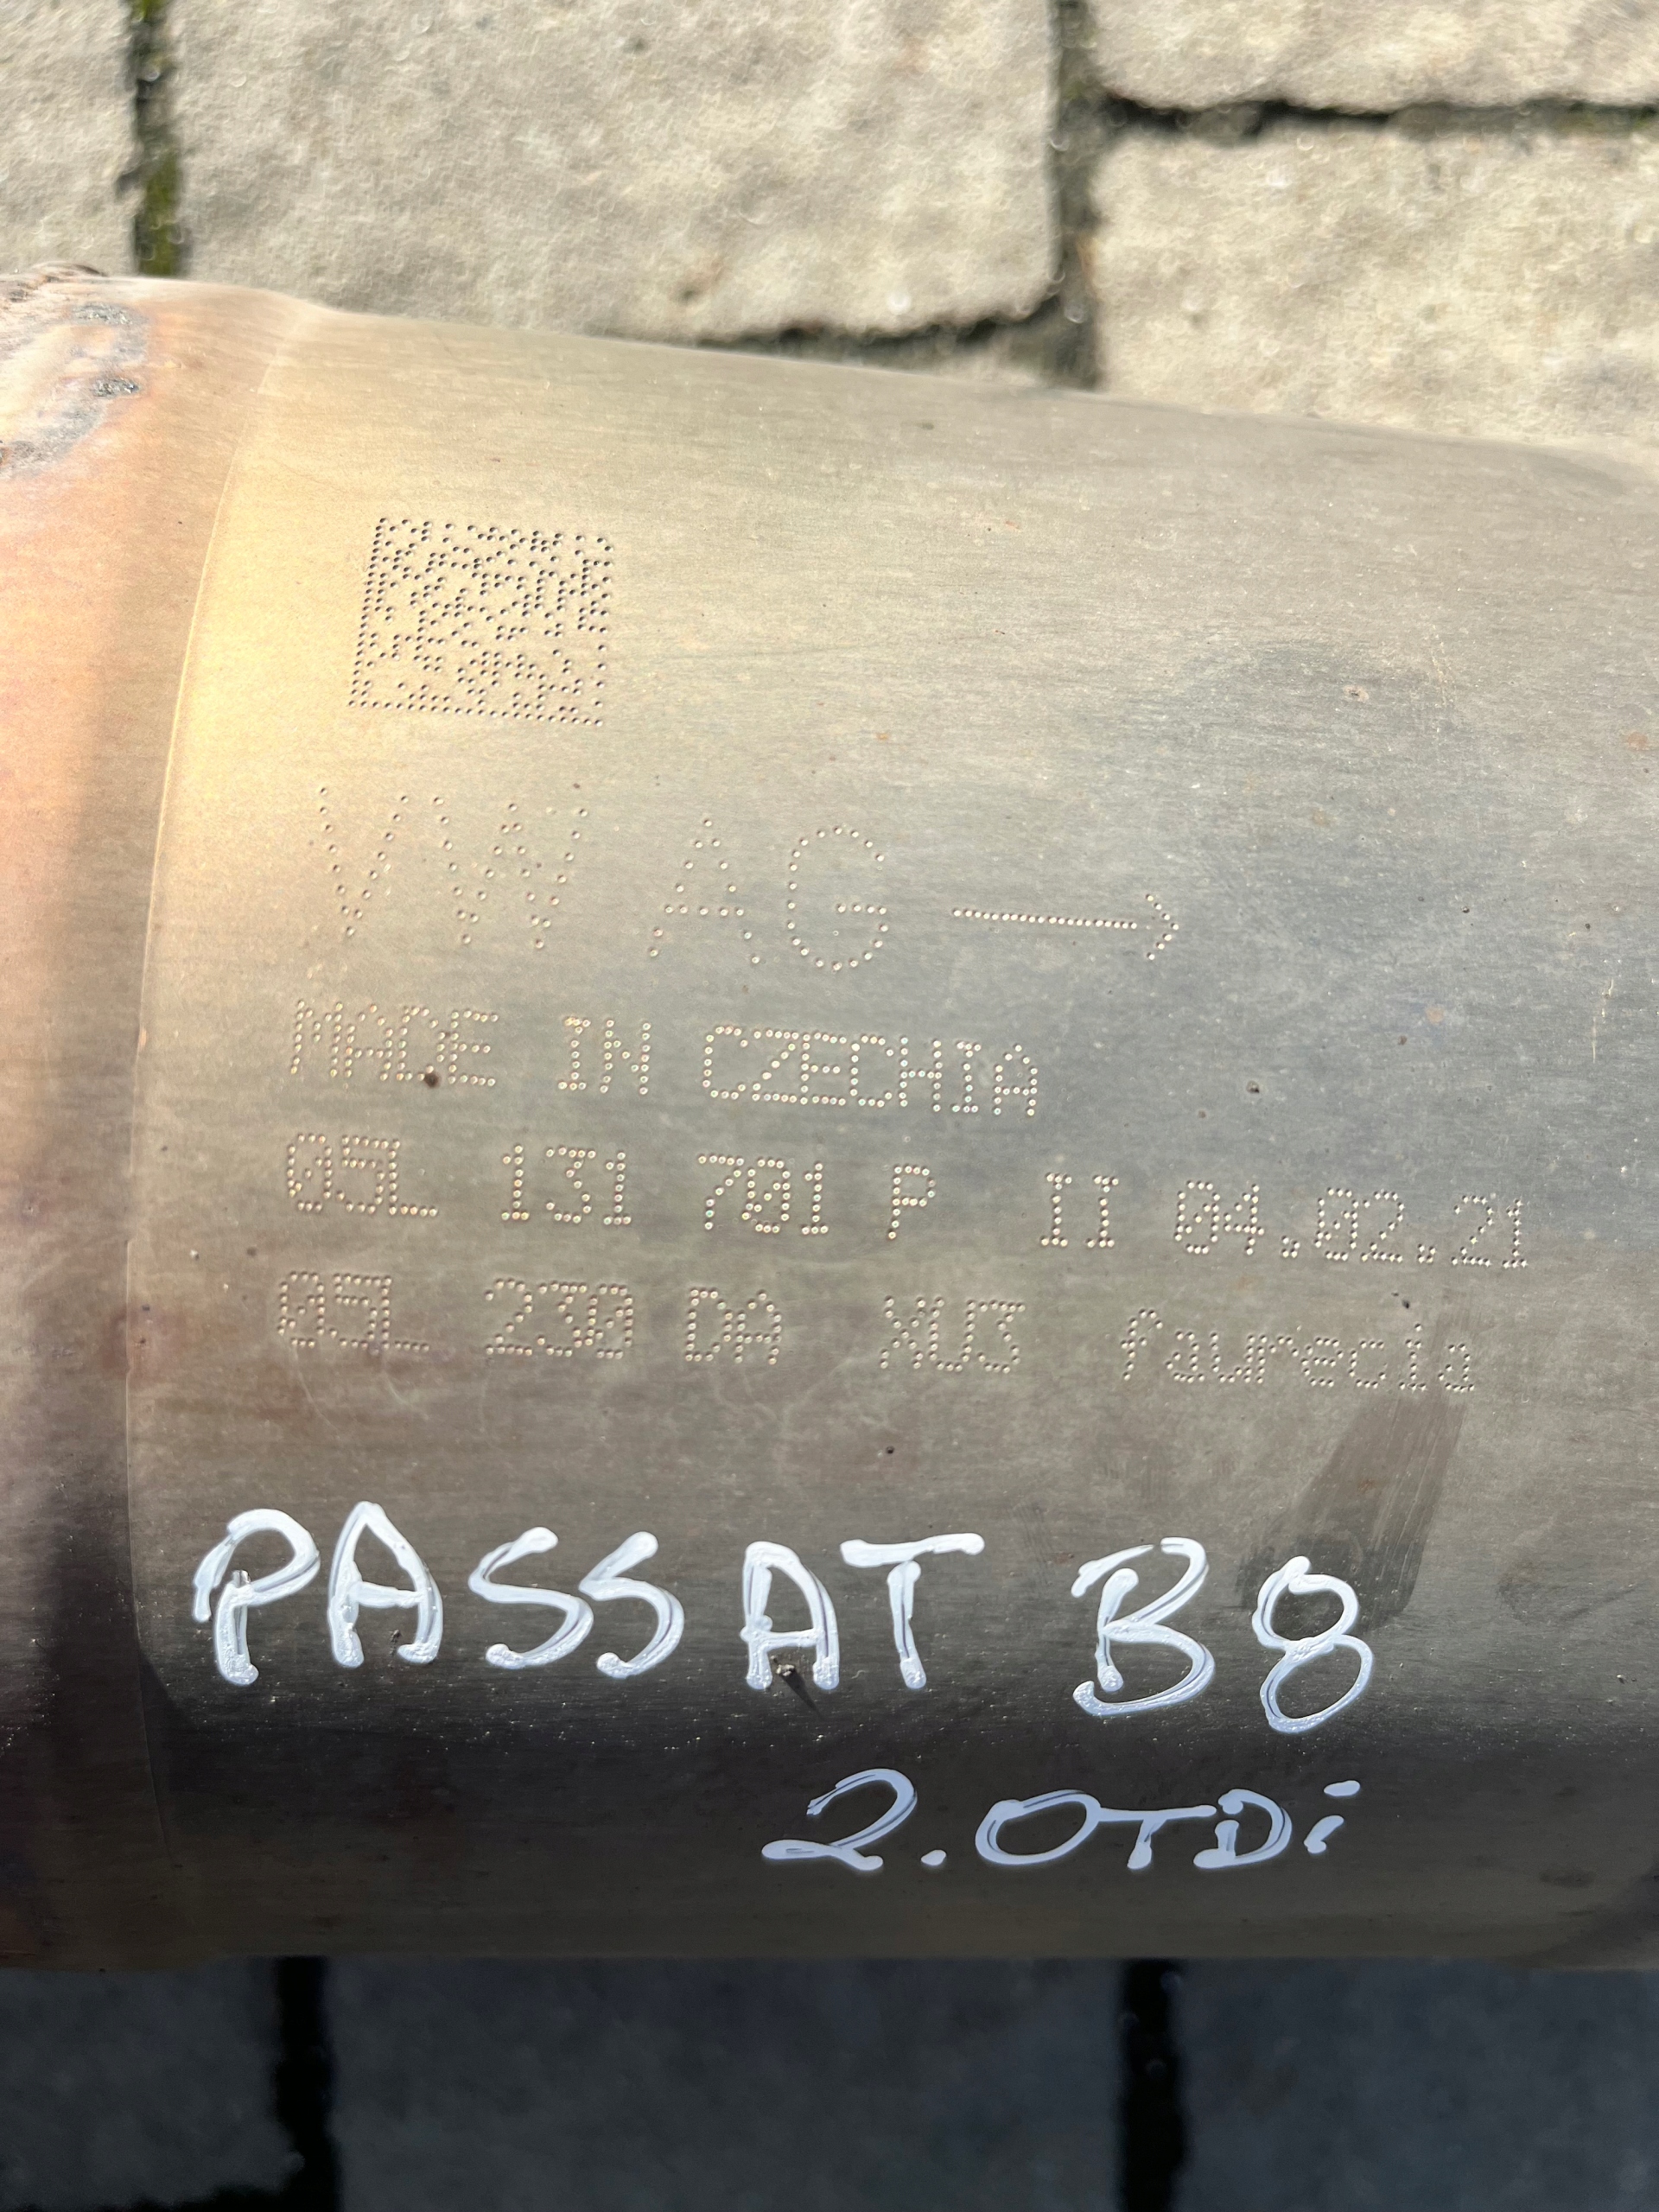 VW AG →
MADE IN CZECHIA
05L 131 701 P II 04.02.21
05L 230 DA XU3 faurecia
PASSAT B8
2.0TDi